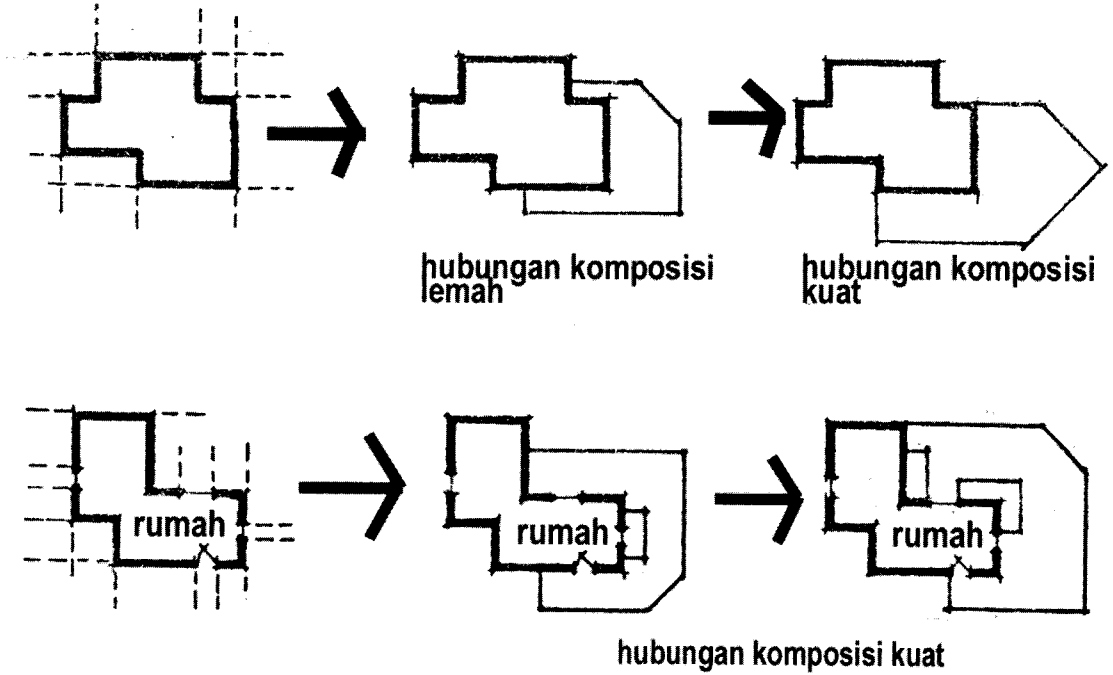 hubungan komposisi
lemah
hubungan komposisi
kuat
rumah
rumah
rumah
hubungan komposisi kuat